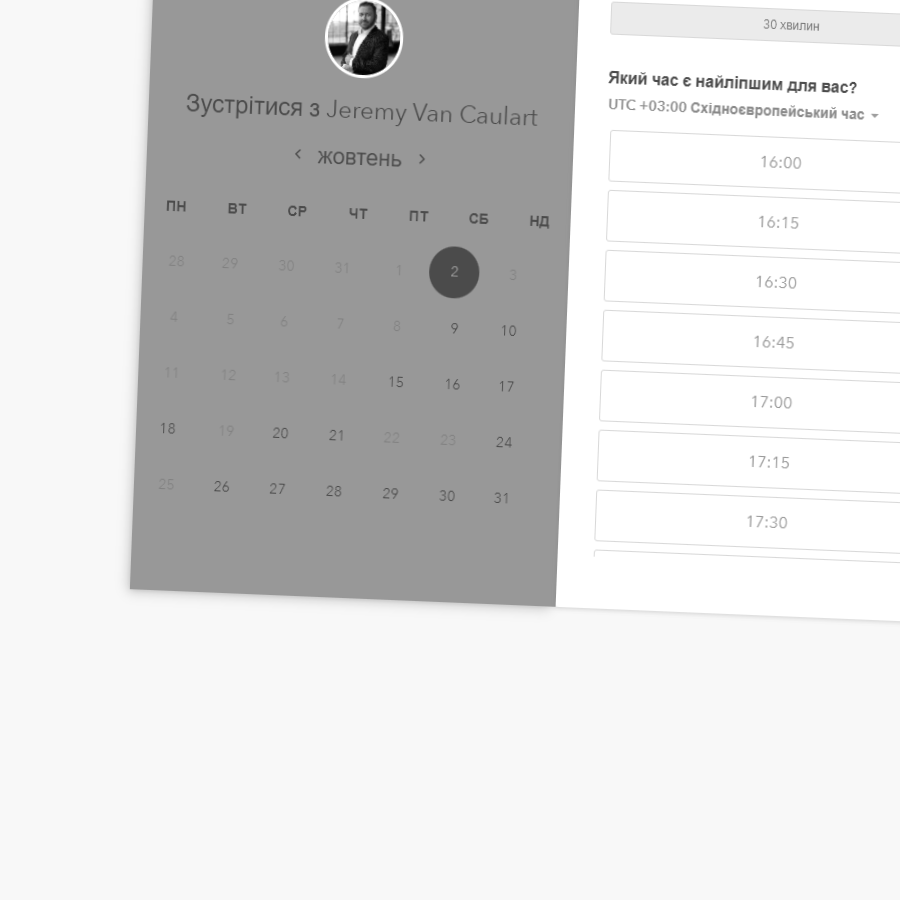 Зустрітися з Jeremy Van Caulart
жовтень
ПН ВТ СР ЧТ ПТ СБ НД
28 29 30 31 1 2 3
4 5 6 7 8 9 10
11 12 13 14 15 16 17
18 19 20 21 22 23 24
25 26 27 28 29 30 31
30 хвилин
Який час є найліпшим для вас?
UTC +03:00 Східноєвропейський час
16:00
16:15
16:30
16:45
17:00
17:15
17:30